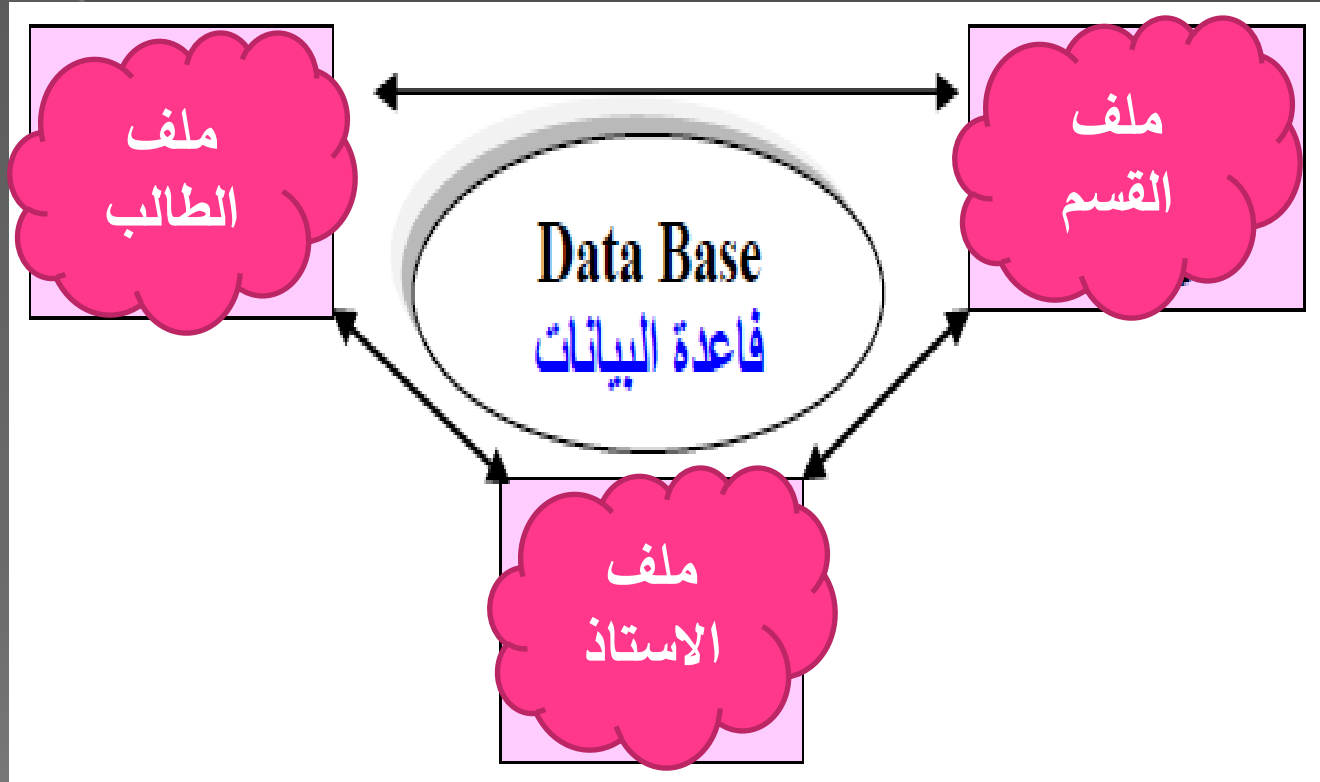 ملف
القسم
ملف
الطالب
Data Base
قاعدة البيانات
ملف
الاستاذ